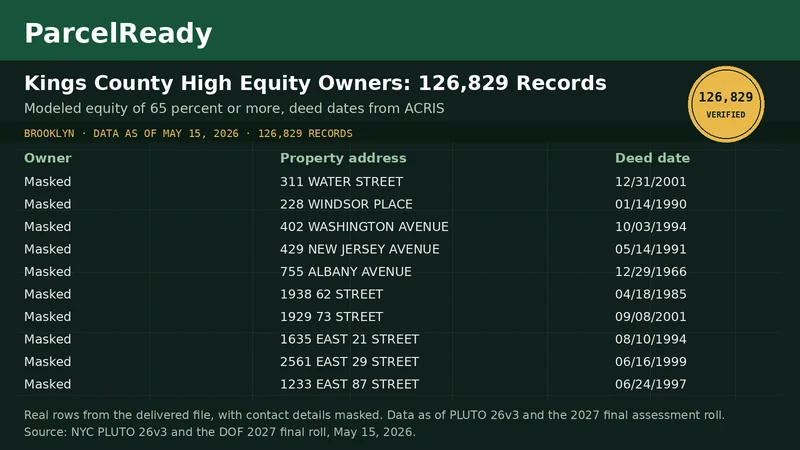 ParcelReady
Kings County High Equity Owners: 126,829 Records
Modeled equity of 65 percent or more, deed dates from ACRIS
126,829
VERIFIED
BROOKLYN · DATA AS OF MAY 15, 2026 · 126,829 RECORDS
Owner Property address Deed date
Masked 311 WATER STREET 12/31/2001
Masked 228 WINDSOR PLACE 01/14/1990
Masked 402 WASHINGTON AVENUE 10/03/1994
Masked 429 NEW JERSEY AVENUE 05/14/1991
Masked 755 ALBANY AVENUE 12/29/1966
Masked 1938 62 STREET 04/18/1985
Masked 1929 73 STREET 09/08/2001
Masked 1635 EAST 21 STREET 08/10/1994
Masked 2561 EAST 29 STREET 06/16/1999
Masked 1233 EAST 87 STREET 06/24/1997
Real rows from the delivered file, with contact details masked. Data as of PLUTO 26v3 and the 2027 final assessment roll.
Source: NYC PLUTO 26v3 and the DOF 2027 final roll, May 15, 2026.